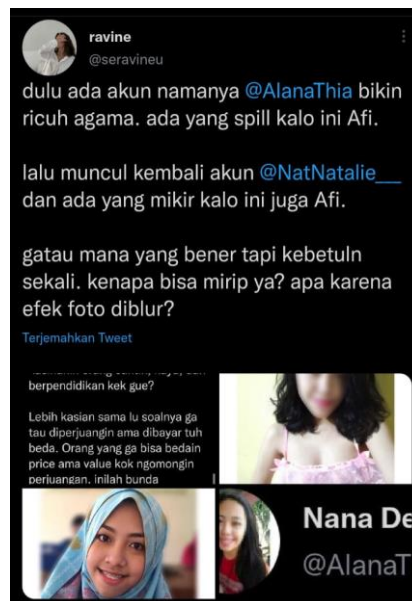 ravine
@seravineu
dulu ada akun namanya @AlanaThia bikin
ricuh agama. ada yang spill kalo ini Afi.
lalu muncul kembali akun @NatNatalie__
dan ada yang mikir kalo ini juga Afi.
gatau mana yang bener tapi kebetuln
sekali. kenapa bisa mirip ya? apa karena
efek foto diblur?
Terjemahkan Tweet
berpendidikan kek gue?
Lebih kasian sama lu soalnya ga
tau diperjuangin ama dibayar tuh
beda. Orang yang ga bisa bedain
price ama value kok ngomongin
perjuangan, inilah bunda
Nana De
@AlanaT